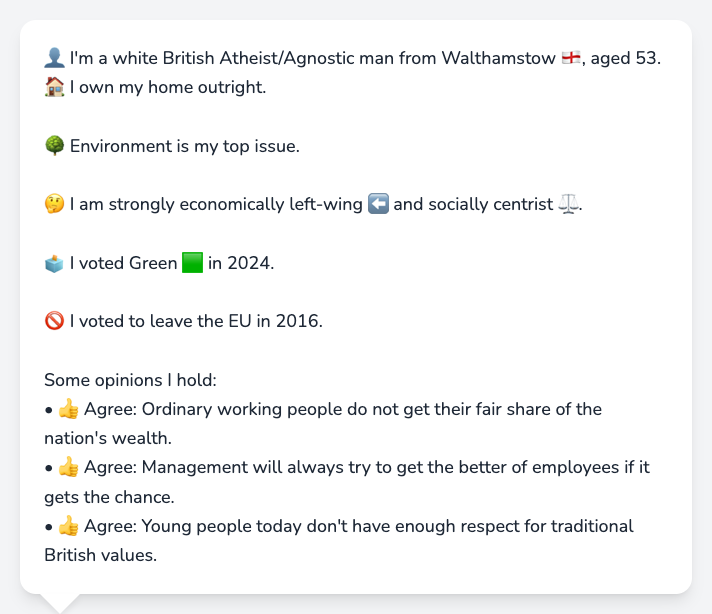 👤 I'm a white British Atheist/Agnostic man from Walthamstow 🏴󠁧󠁢󠁥󠁮󠁧󠁿, aged 53.
🏠 I own my home outright.
🌳 Environment is my top issue.
🤔 I am strongly economically left-wing ⬅️ and socially centrist ⚖️.
🗳️ I voted Green 🟩 in 2024.
🚫 I voted to leave the EU in 2016.
Some opinions I hold:
• 👍 Agree: Ordinary working people do not get their fair share of the
nation's wealth.
• 👍 Agree: Management will always try to get the better of employees if it
gets the chance.
• 👍 Agree: Young people today don't have enough respect for traditional
British values.